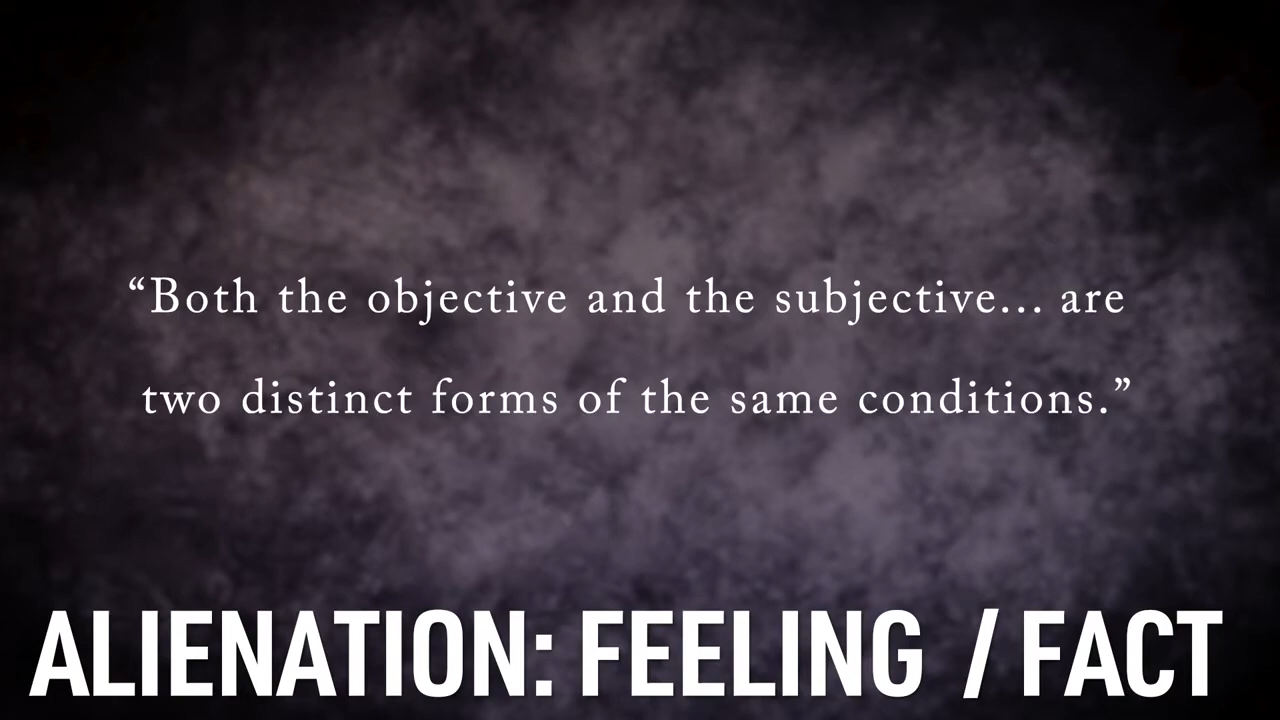 “Both the objective and the subjective... are
two distinct forms of the same conditions.”
ALIENATION: FEELING / FACT